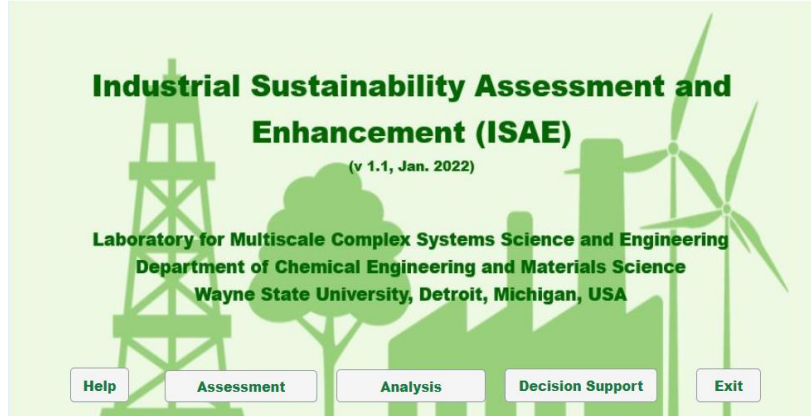 Industrial Sustainability Assessment and
Enhancement (ISAE)
(v 1.1, Jan. 2022)
Laboratory for Multiscale Complex Systems Science and Engineering
Department of Chemical Engineering and Materials Science
Wayne State University, Detroit, Michigan, USA
Help Assessment Analysis Decision Support Exit